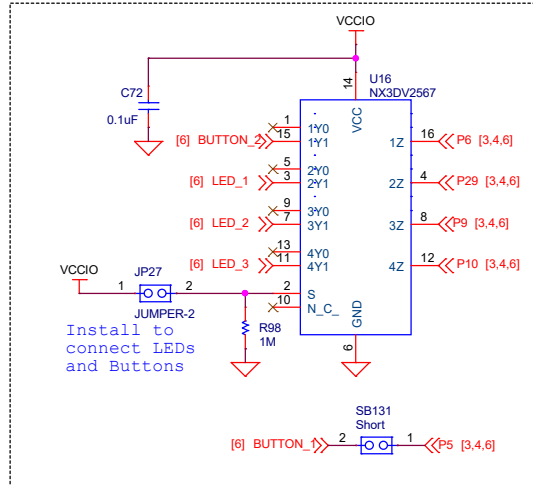 VCCIO
C72
0.1uF
14
U16
NX3DV2567
VCC
1 1Y0
[6] BUTTON_2 15 1Y1 1Z 16 P6 [3,4,6]
5 2Y0
[6] LED_1 3 2Y1 2Z 4 P29 [3,4,6]
9 3Y0
[6] LED_2 7 3Y1 3Z 8 P9 [3,4,6]
13 4Y0
[6] LED_3 11 4Y1 4Z 12 P10 [3,4,6]
VCCIO JP27
1 2 2 S
10 N_C_
JUMPER-2
GND
6
R98
1M
Install to
connect LEDs
and Buttons
SB131
Short
[6] BUTTON_1 2 1 P5 [3,4,6]